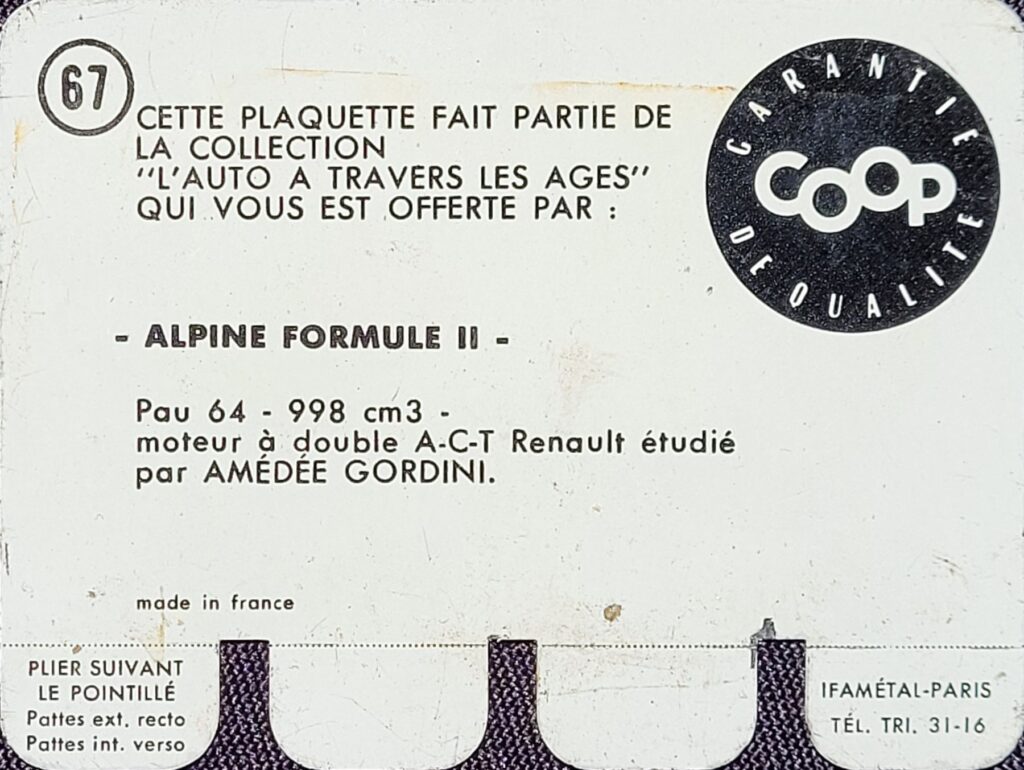 67
CETTE PLAQUETTE FAIT PARTIE DE
LA COLLECTION
"L'AUTO A TRAVERS LES AGES"
QUI VOUS EST OFFERTE PAR :
GARANTIE
COOP
DE QUALITÉ
- ALPINE FORMULE II -
Pau 64 - 998 cm3 -
moteur à double A-C-T Renault étudié
par AMÉDÉE GORDINI.
made in france
PLIER SUIVANT
LE POINTILLÉ
Pattes ext. recto
Pattes int. verso
IFAMÉTAL-PARIS
TÉL. TRI. 31-16